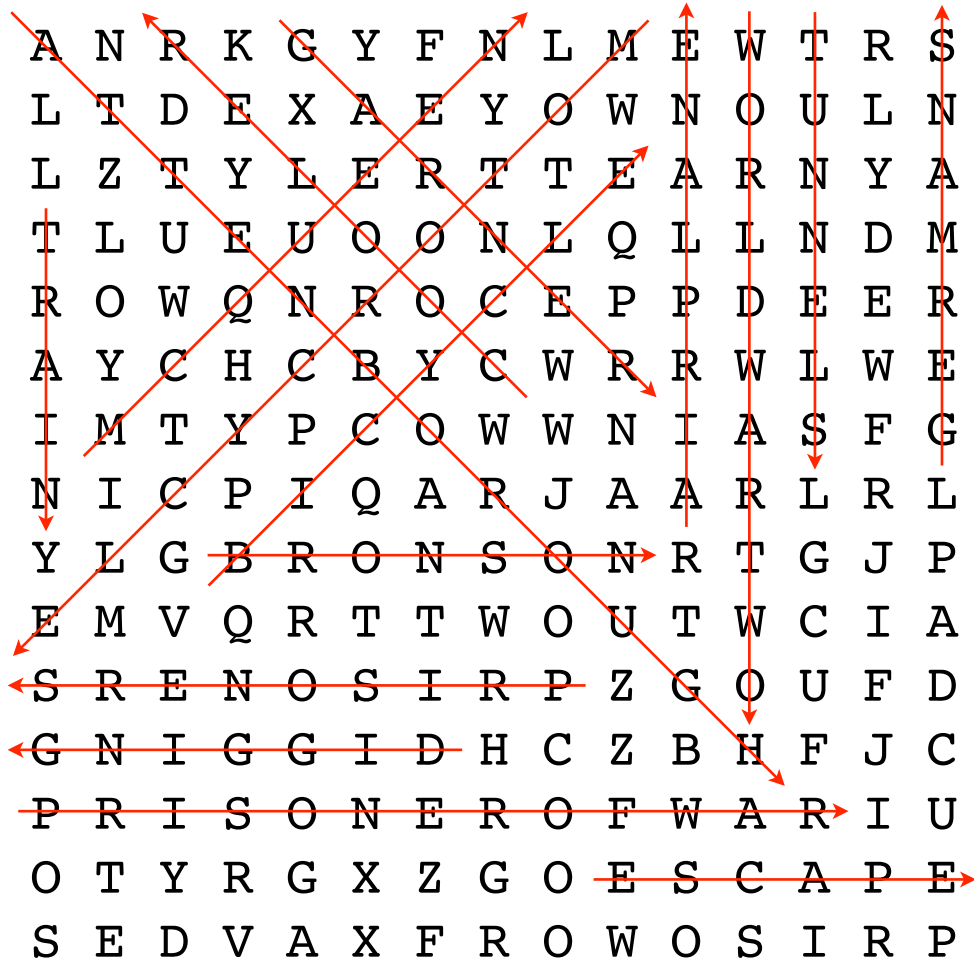 A N R K G Y F N L M E W T R S
L T D E X A E Y O W N O U L N
L Z T Y L E R T T E A R N Y A
T L U E U O O N L Q L L N D M
R O W Q N R O C E P P D E E R
A Y C H C B Y C W R R W L W E
I M T Y P C O W W N I A S F G
N I C P I Q A R J A A R L R L
Y L G B R O N S O N R T G J P
E M V Q R T T W O U T W C I A
S R E N O S I R P Z G O U F D
G N I G G I D H C Z B H F J C
P R I S O N E R O F W A R I U
O T Y R G X Z G O E S C A P E
S E D V A X F R O W O S I R P